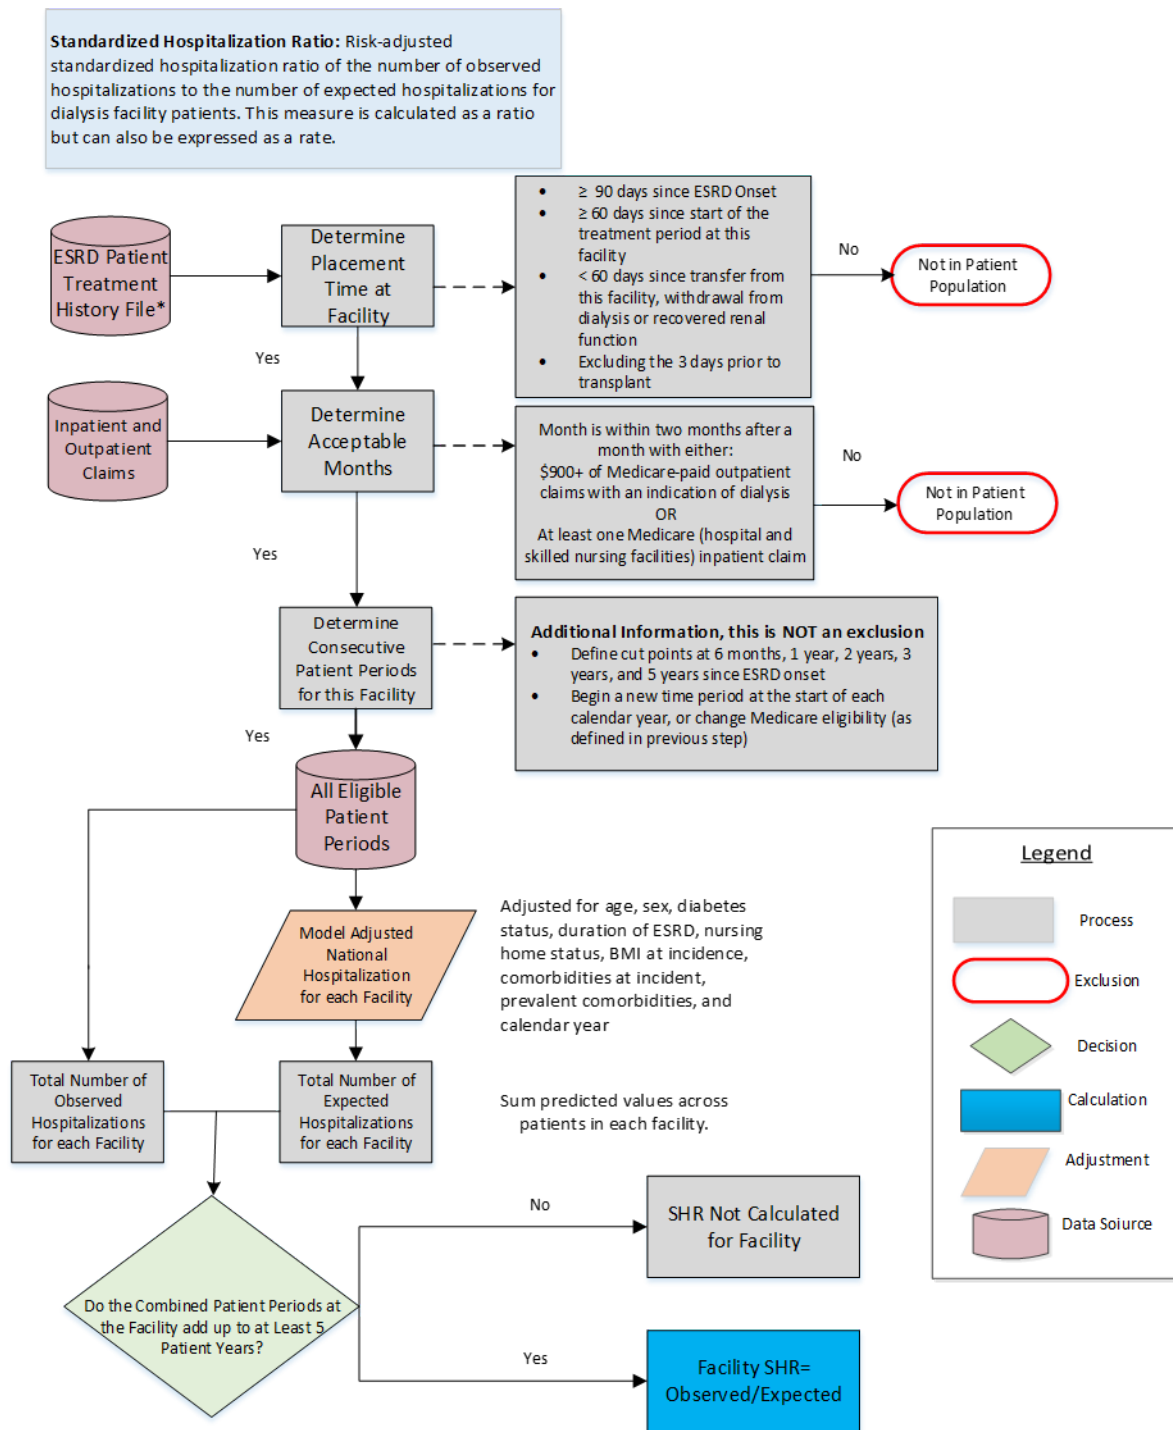 Standardized Hospitalization Ratio: Risk-adjusted
standardized hospitalization ratio of the number of observed
hospitalizations to the number of expected hospitalizations for
dialysis facility patients. This measure is calculated as a ratio
but can also be expressed as a rate.
ESRD Patient
Treatment
History File*
Determine
Placement
Time at
Facility
• ≥ 90 days since ESRD Onset
• ≥ 60 days since start of the
treatment period at this
facility
• < 60 days since transfer from
this facility, withdrawal from
dialysis or recovered renal
function
• Excluding the 3 days prior to
transplant
No
Not in Patient
Population
Yes
Inpatient and
Outpatient
Claims
Determine
Acceptable
Months
Month is within two months after a
month with either:
$900+ of Medicare-paid outpatient
claims with an indication of dialysis
OR
At least one Medicare (hospital and
skilled nursing facilities) inpatient claim
No
Not in Patient
Population
Yes
Determine
Consecutive
Patient Periods
for this Facility
Additional Information, this is NOT an exclusion
• Define cut points at 6 months, 1 year, 2 years, 3
years, and 5 years since ESRD onset
• Begin a new time period at the start of each
calendar year, or change Medicare eligibility (as
defined in previous step)
Yes
All Eligible
Patient
Periods
Model Adjusted
National
Hospitalization
for each Facility
Adjusted for age, sex, diabetes
status, duration of ESRD, nursing
home status, BMI at incidence,
comorbidities at incident,
prevalent comorbidities, and
calendar year
Total Number of
Observed
Hospitalizations
for each Facility
Total Number of
Expected
Hospitalizations
for each Facility
Sum predicted values across
patients in each facility.
Do the Combined Patient Periods at
the Facility add up to at Least 5
Patient Years?
No
SHR Not Calculated
for Facility
Yes
Facility SHR=
Observed/Expected
Legend
Process
Exclusion
Decision
Calculation
Adjustment
Data Soiurce